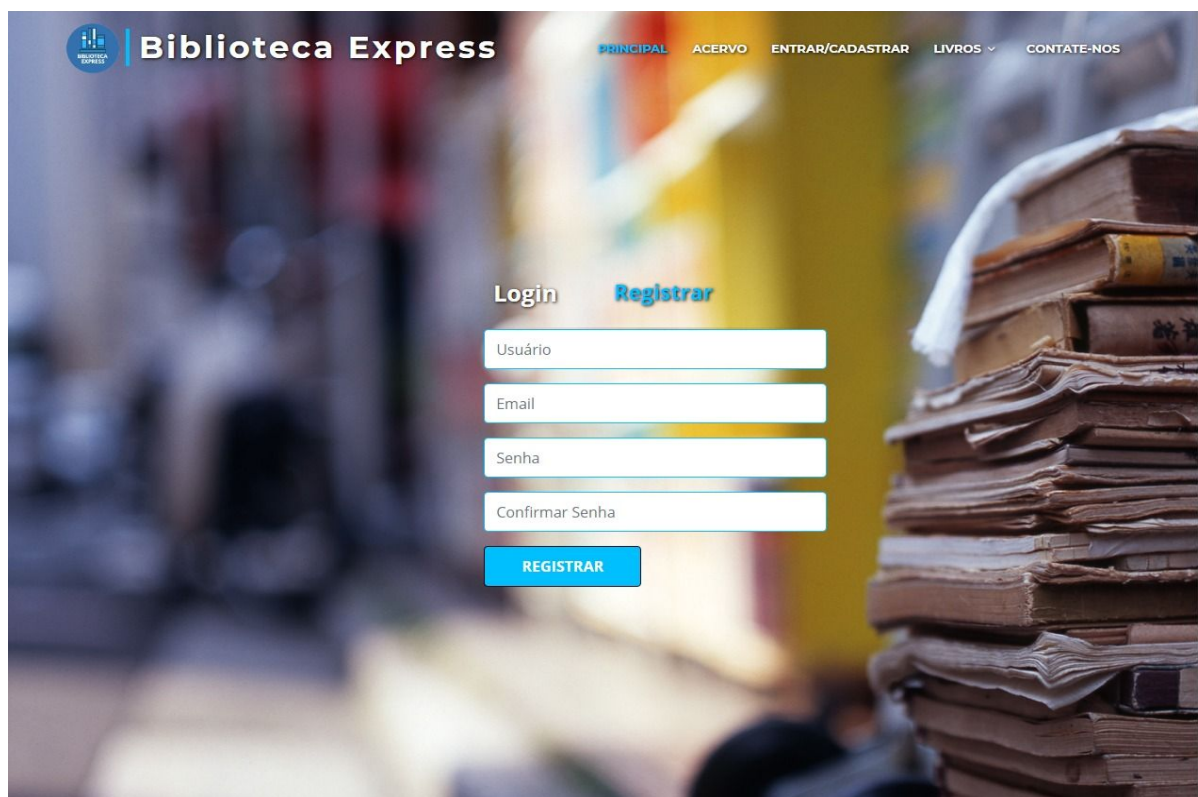 BIBLIOTECA
EXPRESS
Biblioteca Express
PRINCIPAL ACERVO ENTRAR/CADASTRAR LIVROS CONTATE-NOS
Login Registrar
Usuário
Email
Senha
Confirmar Senha
REGISTRAR